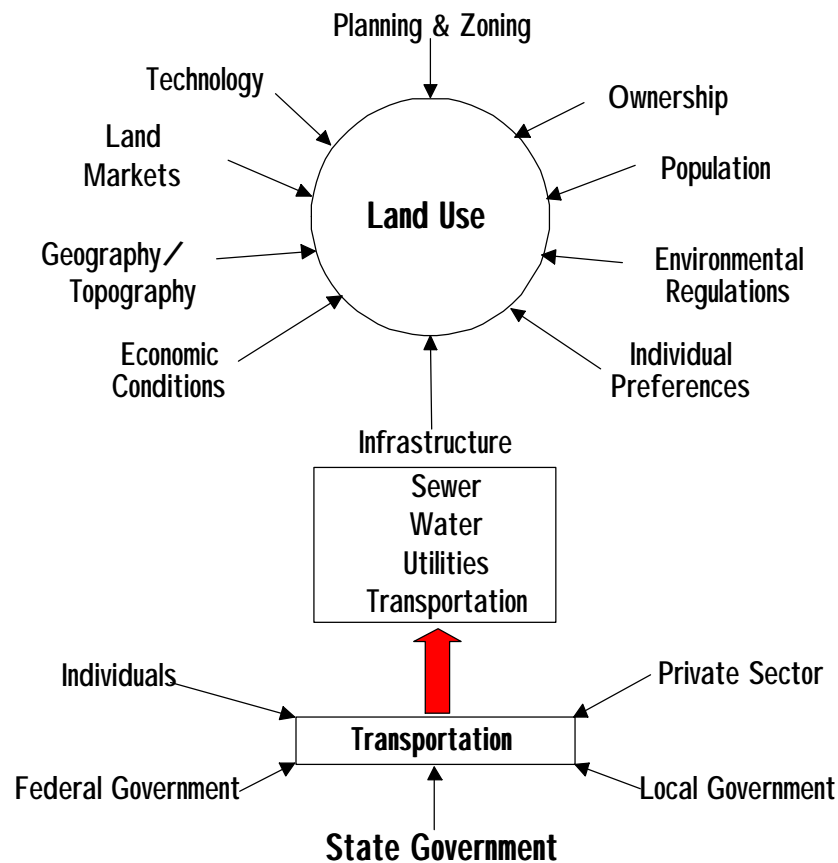 Planning & Zoning
Technology
Ownership
Land
Markets
Population
Land Use
Geography/
Topography
Environmental
Regulations
Economic
Conditions
Individual
Preferences
Infrastructure
Sewer
Water
Utilities
Transportation
Individuals
Private Sector
Transportation
Federal Government
Local Government
State Government